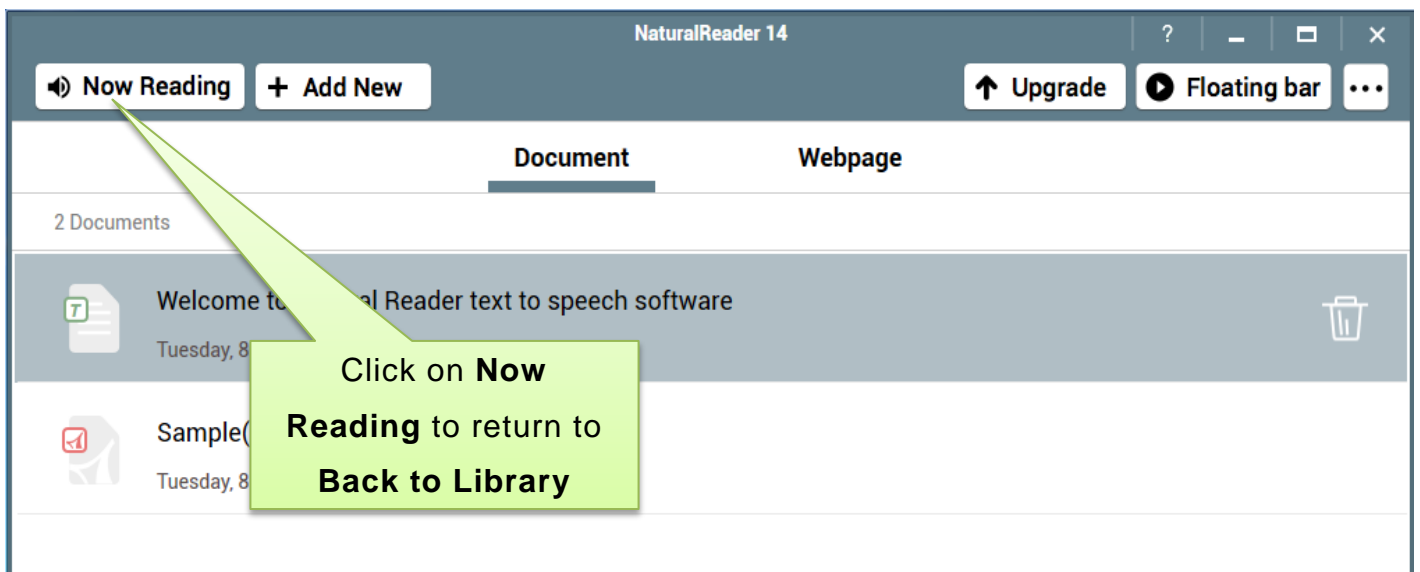 NaturalReader 14 ?
Now Reading + Add New Upgrade Floating bar ...
Document Webpage
2 Documents
Welcome to al Reader text to speech software
Tuesday, 8
Click on Now
Reading to return to
Back to Library
Sample(
Tuesday, 8